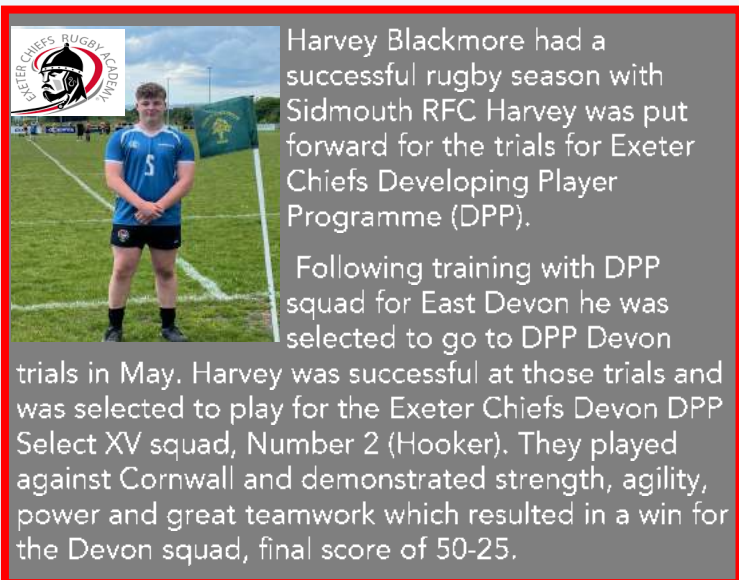 EXETER CHIEFS RUGBY ACADEMY
5
Harvey Blackmore had a
successful rugby season with
Sidmouth RFC Harvey was put
forward for the trials for Exeter
Chiefs Developing Player
Programme (DPP).
Following training with DPP
squad for East Devon he was
selected to go to DPP Devon
trials in May. Harvey was successful at those trials and
was selected to play for the Exeter Chiefs Devon DPP
Select XV squad, Number 2 (Hooker). They played
against Cornwall and demonstrated strength, agility,
power and great teamwork which resulted in a win for
the Devon squad, final score of 50-25.